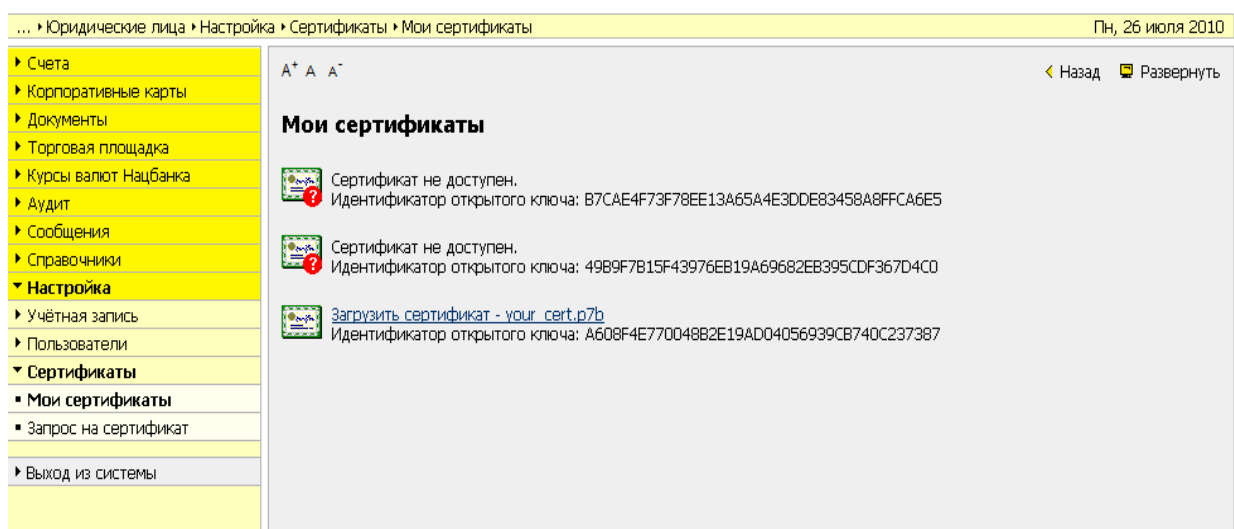 ... Юридические лица Настройка Сертификаты Мои сертификаты
Пн, 26 июля 2010
Счета
Корпоративные карты
Документы
Торговая площадка
Курсы валют Нацбанка
Аудит
Сообщения
Справочники
Настройка
Учётная запись
Пользователи
Сертификаты
Мои сертификаты
Запрос на сертификат
Выход из системы
A+ A A-
Назад Развернуть
Мои сертификаты
Сертификат не доступен.
Идентификатор открытого ключа: B7CAE4F73F78EE13A65A4E3DDE83458A8FFCA6E5
Сертификат не доступен.
Идентификатор открытого ключа: 49B9F7B15F43976EB19A69682EB395CDF367D4C0
Загрузить сертификат - your_cert.p7b
Идентификатор открытого ключа: A608F4E770048B2E19AD04056939CB740C237387